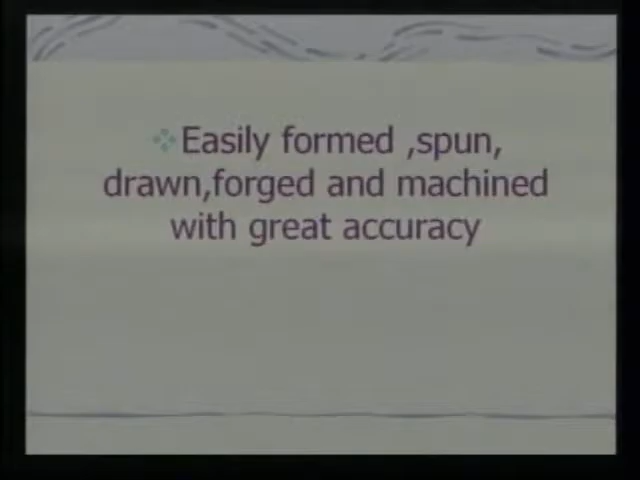 Easily formed ,spun,
drawn,forged and machined
with great accuracy